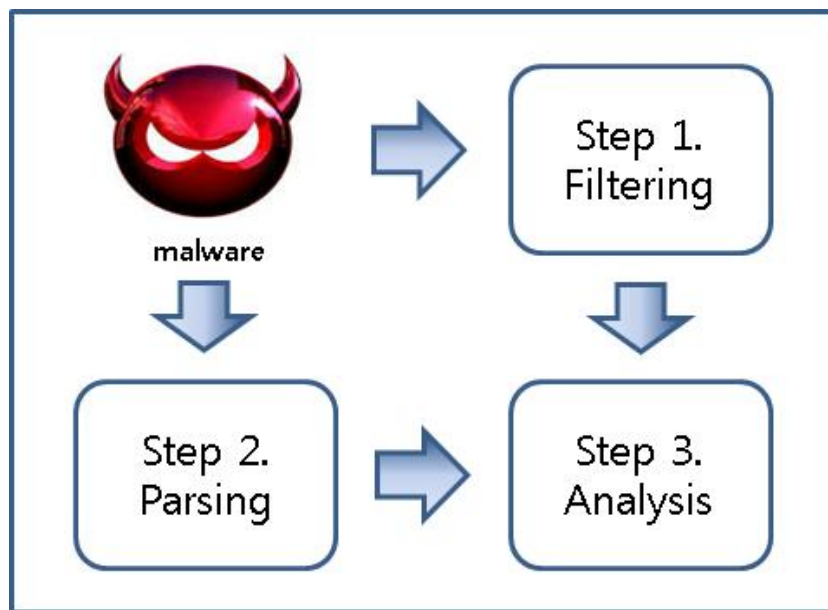 malware
Step 1.
Filtering
Step 2.
Parsing
Step 3.
Analysis